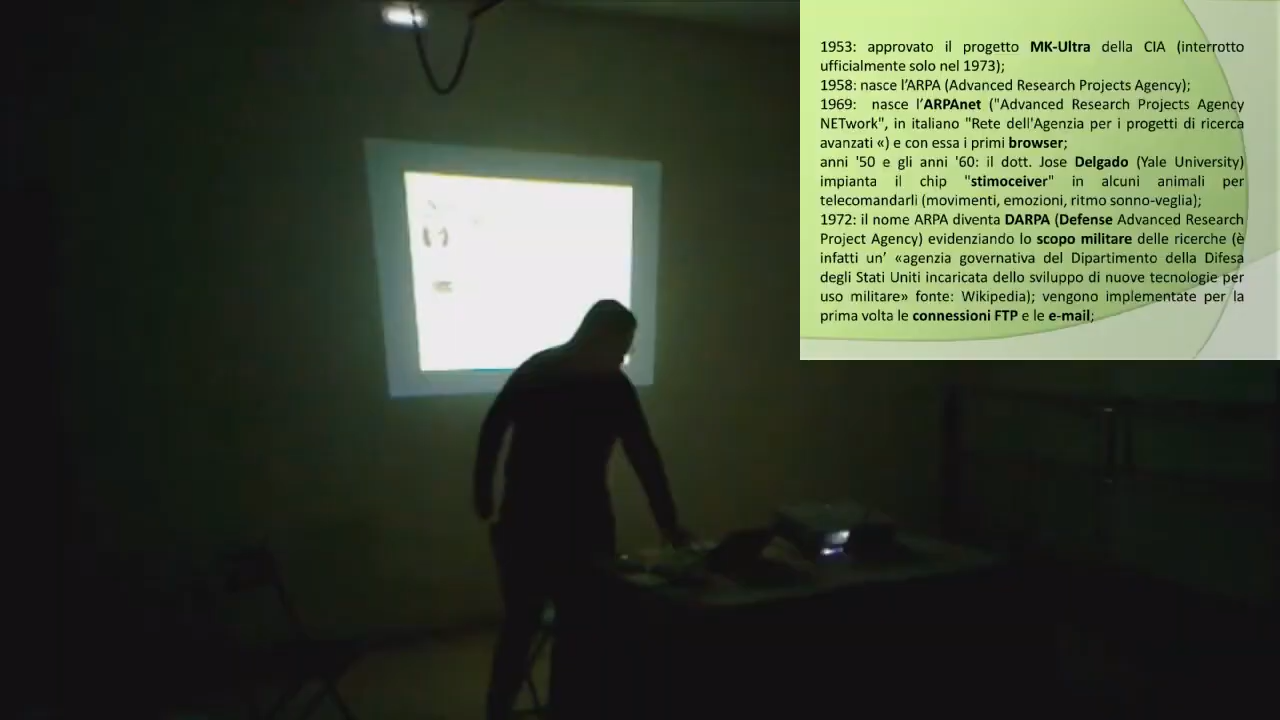 1953: approvato il progetto MK-Ultra della CIA (interrotto
ufficialmente solo nel 1973);
1958: nasce l'ARPA (Advanced Research Projects Agency);
1969: nasce l'ARPAnet ("Advanced Research Projects Agency
NETwork", in italiano "Rete dell'Agenzia per i progetti di ricerca
avanzati «) e con essa i primi browser;
anni '50 e gli anni '60: il dott. Jose Delgado (Yale University)
impianta il chip "stimoceiver" in alcuni animali per
telecomandarli (movimenti, emozioni, ritmo sonno-veglia);
1972: il nome ARPA diventa DARPA (Defense Advanced Research
Project Agency) evidenziando lo scopo militare delle ricerche (è
infatti un' «agenzia governativa del Dipartimento della Difesa
degli Stati Uniti incaricata dello sviluppo di nuove tecnologie per
uso militare» fonte: Wikipedia); vengono implementate per la
prima volta le connessioni FTP e le e-mail;